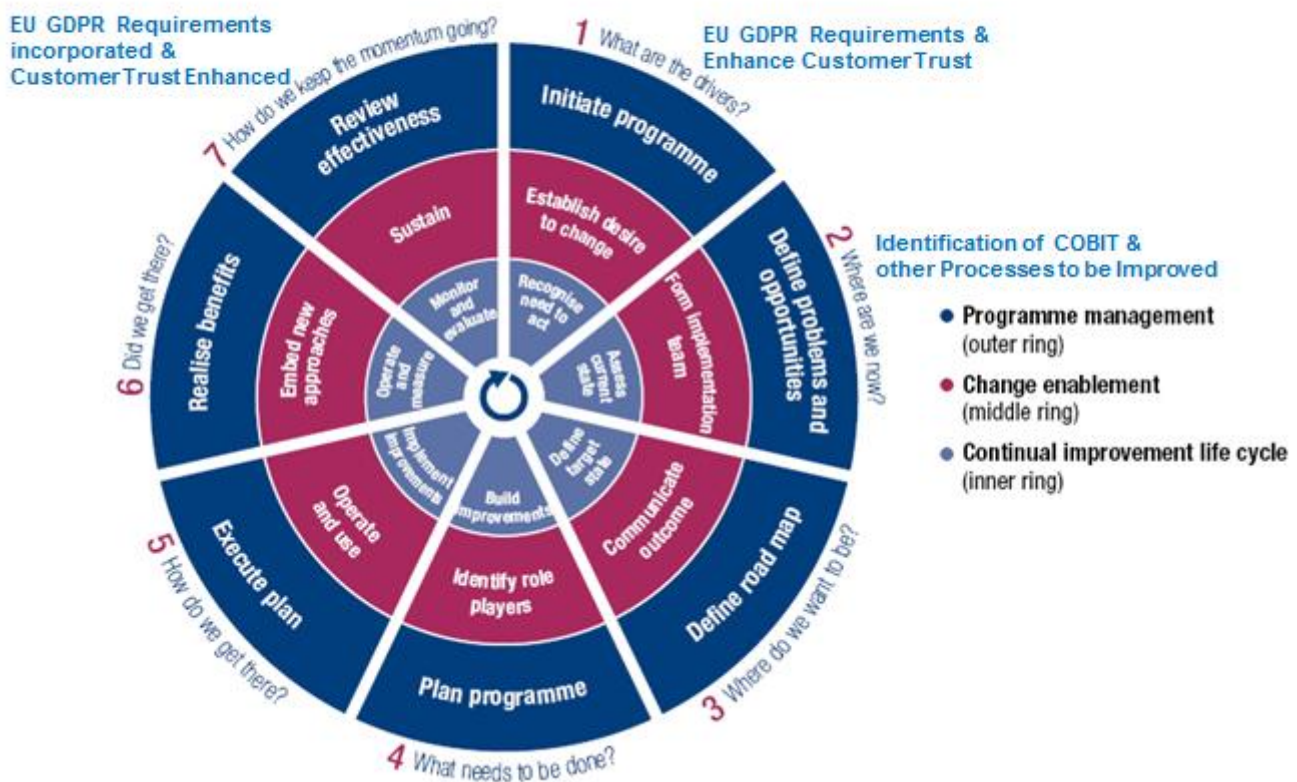 EU GDPR Requirements
incorporated &
Customer Trust Enhanced
EU GDPR Requirements &
Enhance Customer Trust
Identification of COBIT &
other Processes to be Improved
1 What are the drivers?
Initiate programme
Establish desire
to change
Recognise
need to
act
2 Where are we now?
Define problems and
opportunities
Form implementation
team
Assess
current
state
3 Where do we want to be?
Define road map
Communicate
outcome
Define
target
state
4 What needs to be done?
Plan programme
Identify role
players
Build
improvements
5 How do we get there?
Execute plan
Operate
and use
Implement
improvements
6 Did we get there?
Realise benefits
Embed new
approaches
Operate
and
measure
7 How do we keep the momentum going?
Review
effectiveness
Sustain
Monitor
and
evaluate
Programme management
(outer ring)
Change enablement
(middle ring)
Continual improvement life cycle
(inner ring)